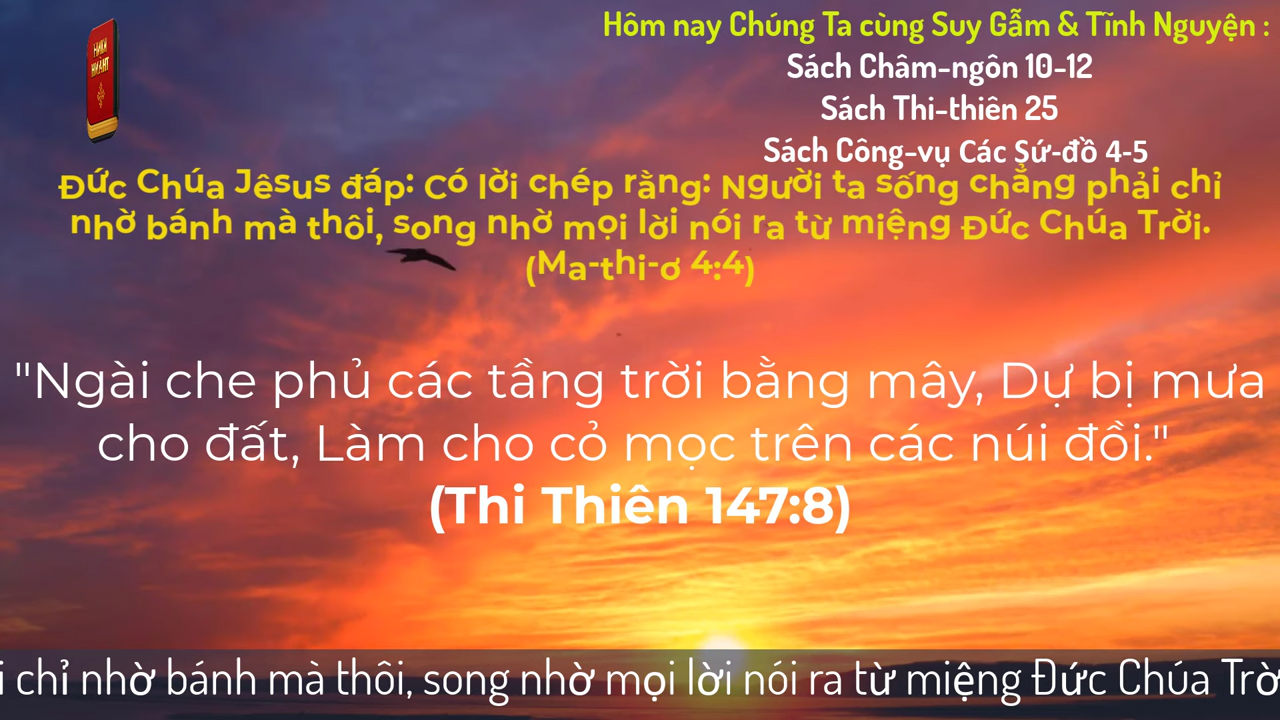 Hôm nay Chúng Ta cùng Suy Gẫm & Tĩnh Nguyện :
Sách Châm-ngôn 10-12
Sách Thi-thiên 25
Sách Công-vụ Các Sứ-đồ 4-5
Đức Chúa Jêsus đáp: Có lời chép rằng: Người ta sống chẳng phải chỉ
nhờ bánh mà thôi, song nhờ mọi lời nói ra từ miệng Đức Chúa Trời.
(Ma-thi-ơ 4:4)
"Ngài che phủ các tầng trời bằng mây, Dự bị mưa
cho đất, Làm cho cỏ mọc trên các núi đồi."
(Thi Thiên 147:8)
i chỉ nhờ bánh mà thôi, song nhờ mọi lời nói ra từ miệng Đức Chúa Trờ